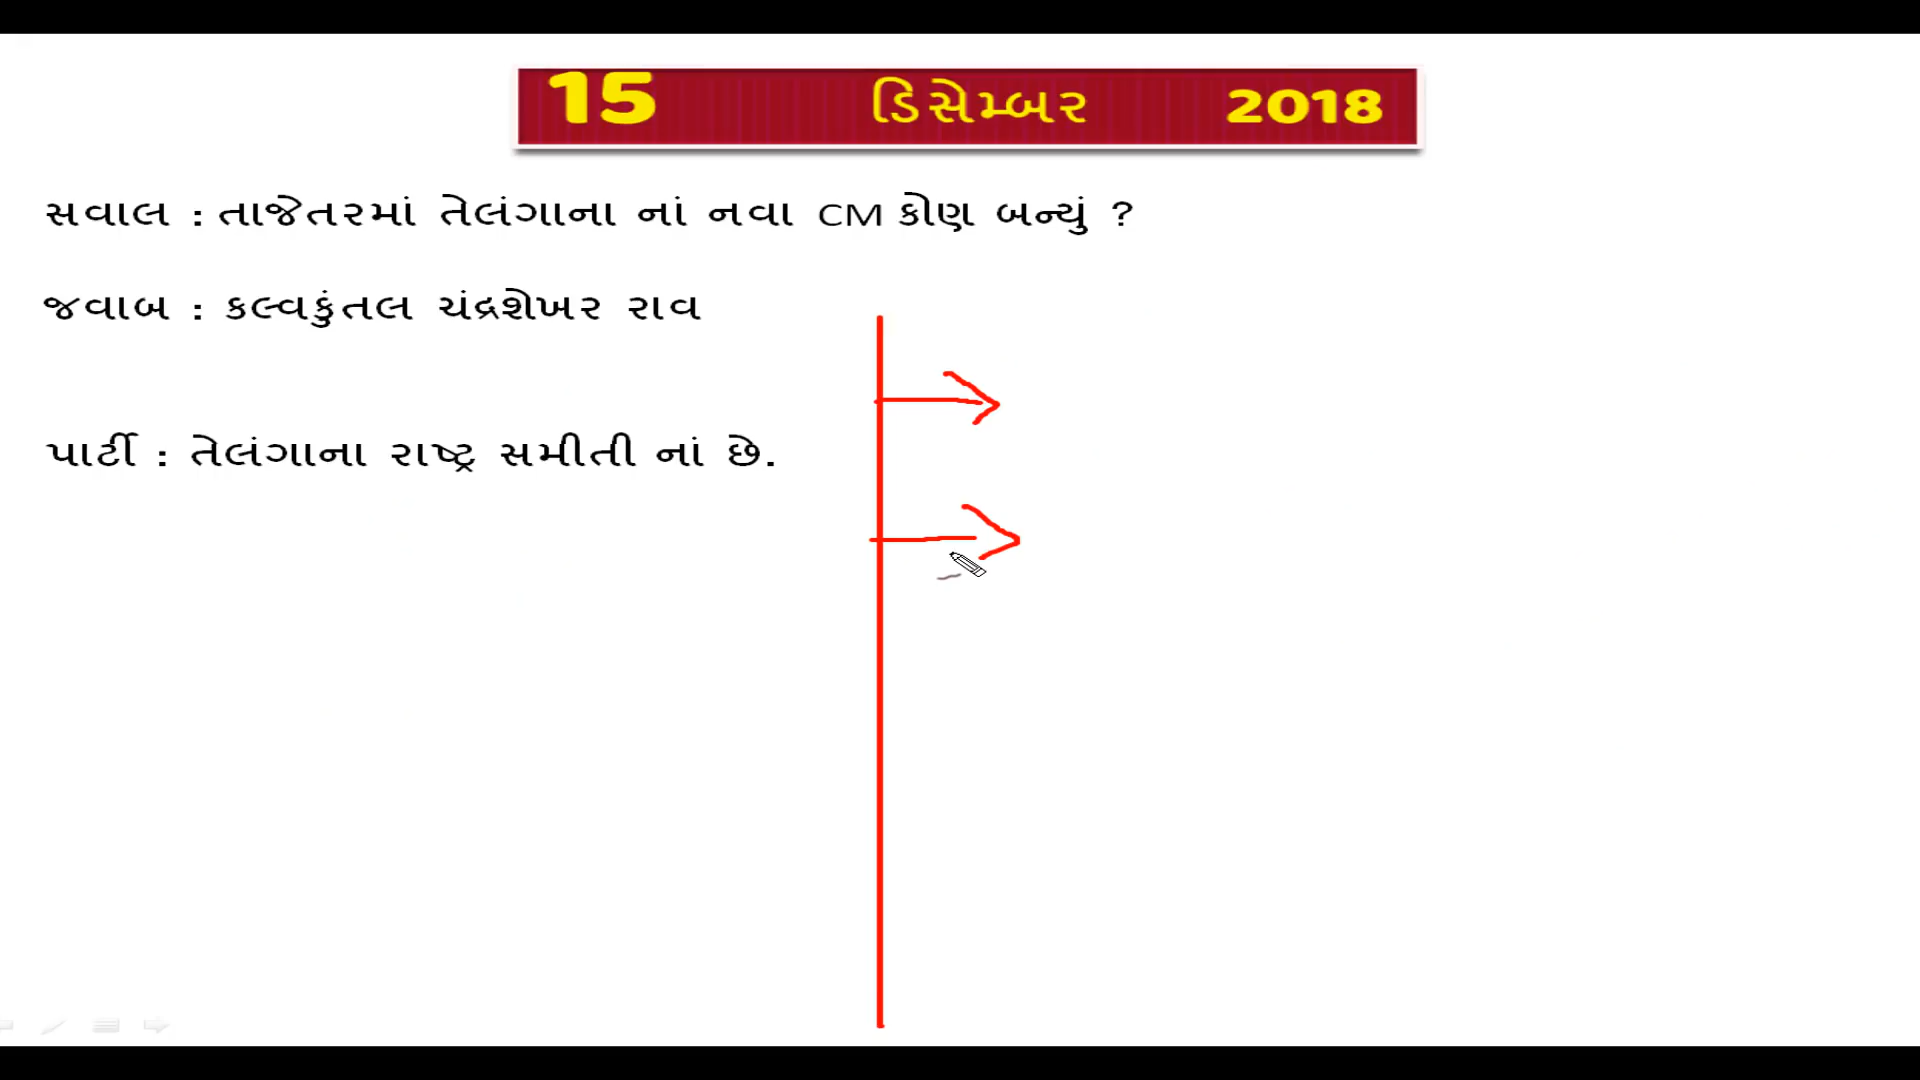 15 ડિસેમ્બર 2018
સવાલ : તાજેતરમાં તેલંગાના નાં નવા CM કોણ બન્યું ?
જવાબ : કલ્વકુંતલ ચંદ્રશેખર રાવ
પાર્ટી : તેલંગાના રાષ્ટ્ર સમીતી નાં છે.